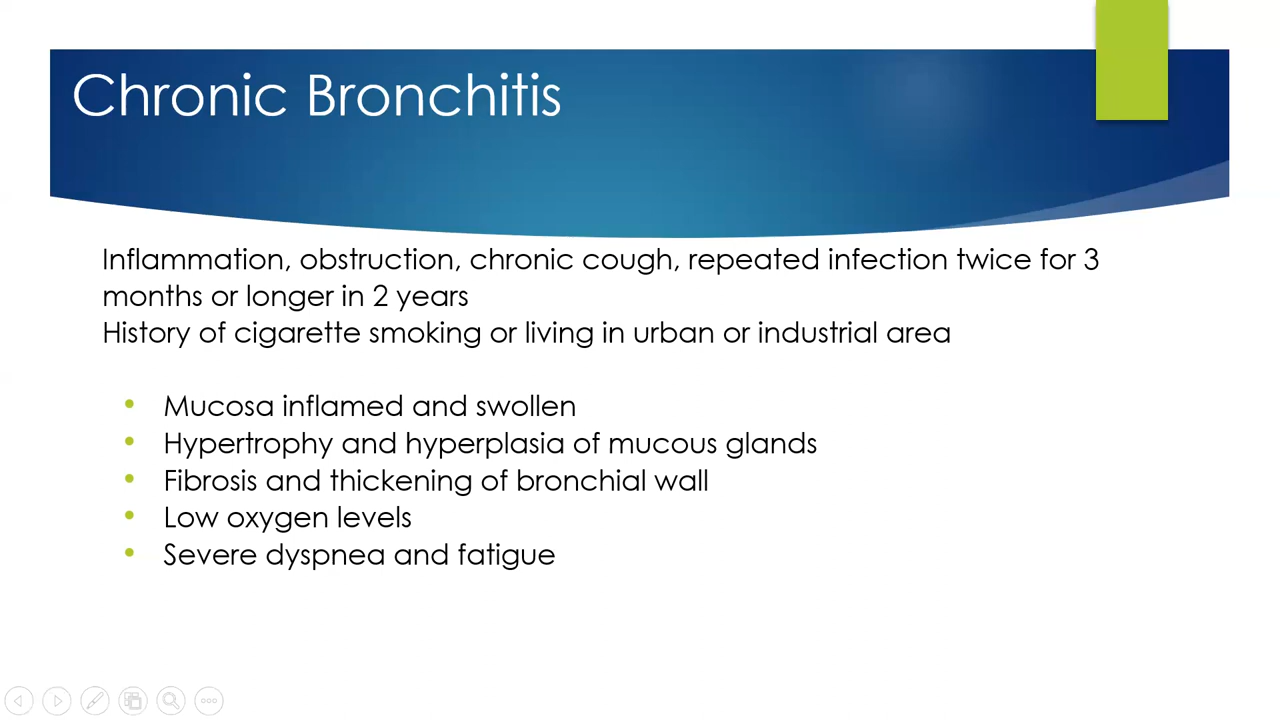 Chronic Bronchitis
Inflammation, obstruction, chronic cough, repeated infection twice for 3
months or longer in 2 years
History of cigarette smoking or living in urban or industrial area
• Mucosa inflamed and swollen
• Hypertrophy and hyperplasia of mucous glands
• Fibrosis and thickening of bronchial wall
• Low oxygen levels
• Severe dyspnea and fatigue